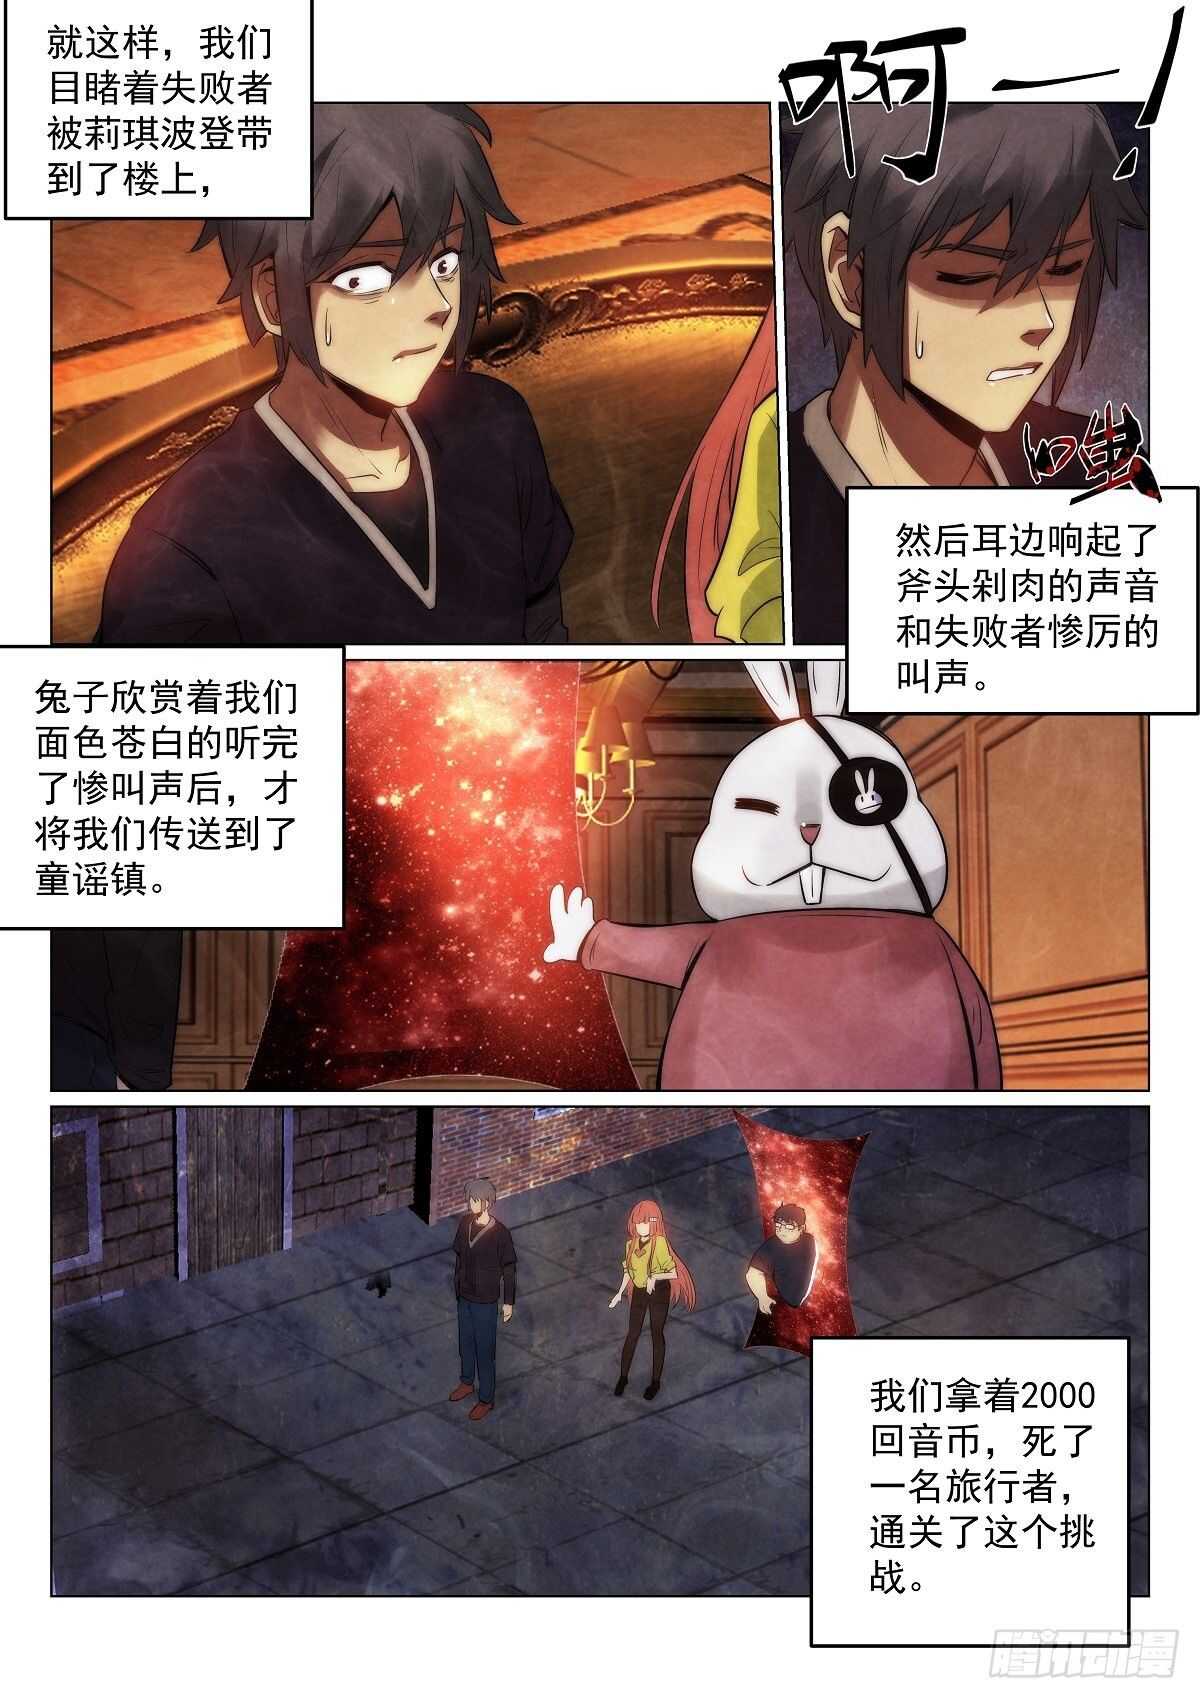 就这样，我们
目睹着失败者
被莉琪波登带
到了楼上，
啊一！
哇
然后耳边响起了
斧头剁肉的声音
和失败者惨厉的
叫声。
兔子欣赏着我们
面色苍白的听完
了惨叫声后，才
将我们传送到了
童谣镇。
我们拿着2000
回音币，死了
一名旅行者，
通关了这个挑
战。
腾讯动漫